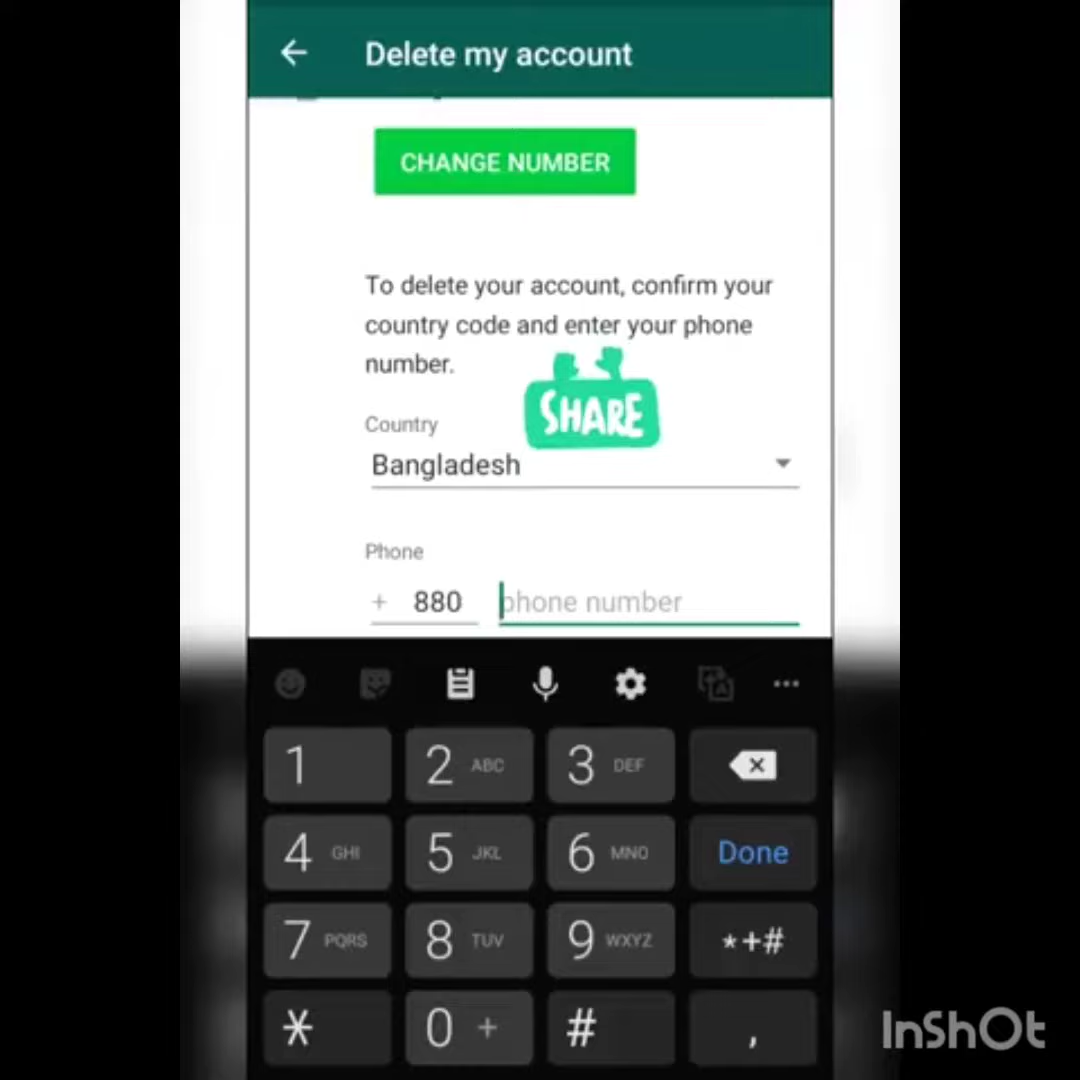 Delete my account
CHANGE NUMBER
To delete your account, confirm your
country code and enter your phone
number.
SHARE
Country
Bangladesh
Phone
+ 880 phone number
1 2 ABC 3 DEF
4 GHI 5 JKL 6 MNO Done
7 PQRS 8 TUV 9 WXYZ *+#
* 0 + # ,
InShOt